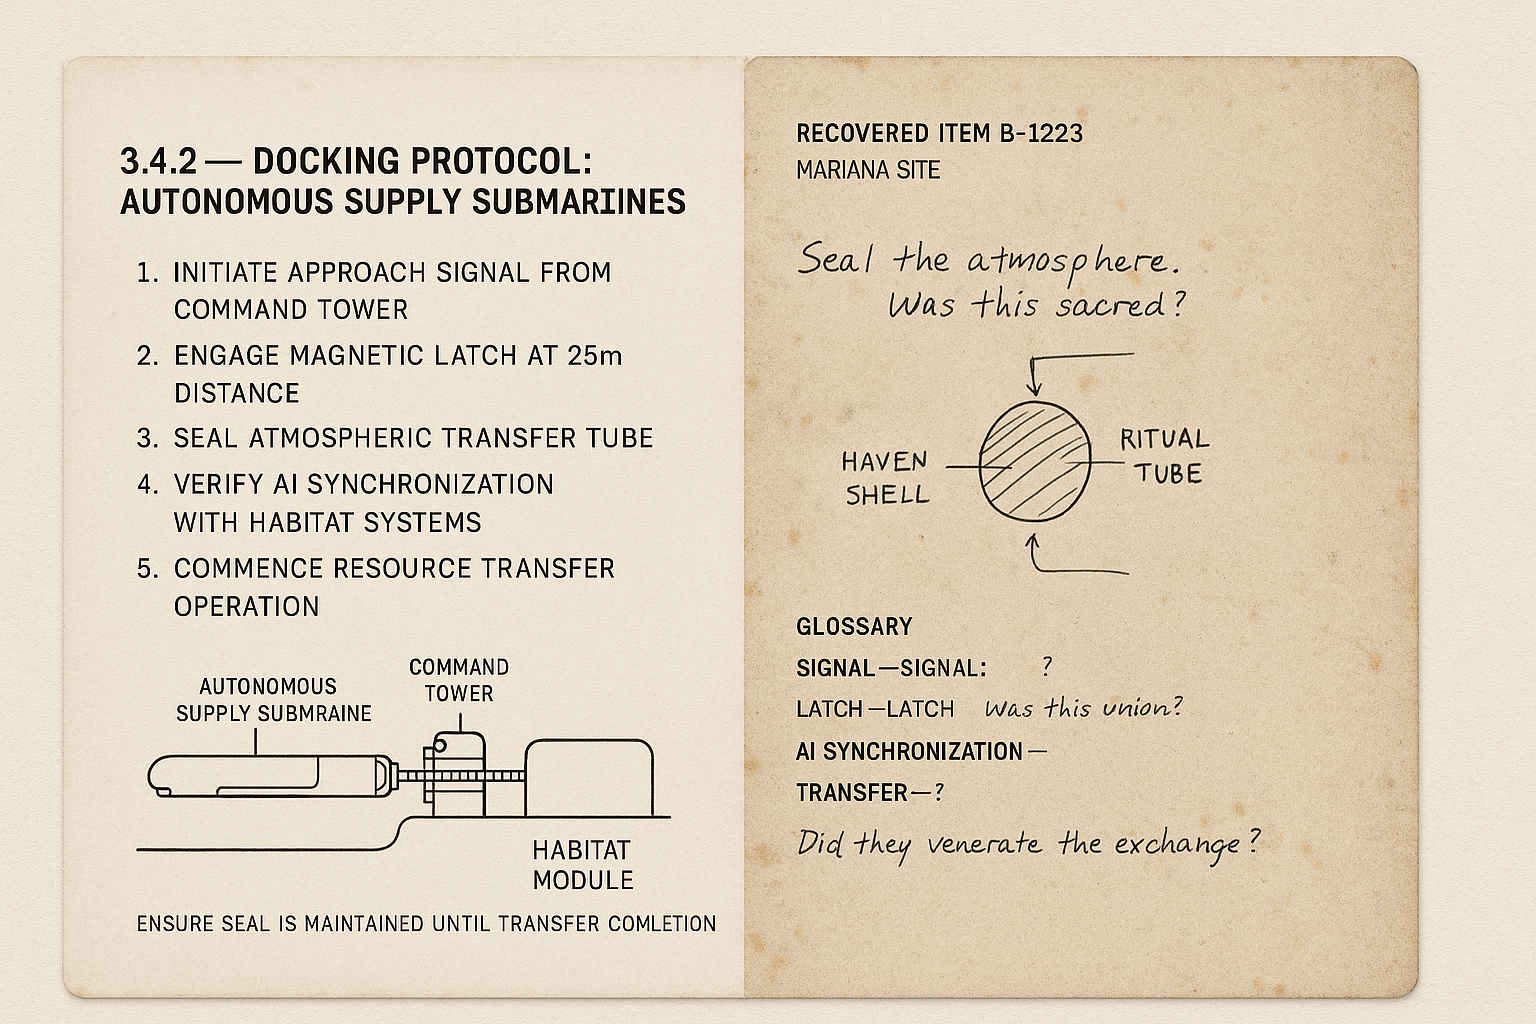 3.4.2 — DOCKING PROTOCOL:
AUTONOMOUS SUPPLY SUBMARIINES
1. INITIATE APPROACH SIGNAL FROM
COMMAND TOWER
2. ENGAGE MAGNETIC LATCH AT 25m
DISTANCE
3. SEAL ATMOSPHERIC TRANSFER TUBE
4. VERIFY AI SYNCHRONIZATION
WITH HABITAT SYSTEMS
5. COMMENCE RESOURCE TRANSFER
OPERATION
COMMAND
TOWER
AUTONOMOUS
SUPPLY SUBMRAINE
HABITAT
MODULE
ENSURE SEAL IS MAINTAINED UNTIL TRANSFER COMLETION
RECOVERED ITEM B-1223
MARIANA SITE
Seal the atmosphere.
Was this sacred?
HAVEN
SHELL
RITUAL
TUBE
GLOSSARY
SIGNAL—SIGNAL: ?
LATCH—LATCH Was this union?
AI SYNCHRONIZATION—
TRANSFER—?
Did they venerate the exchange?